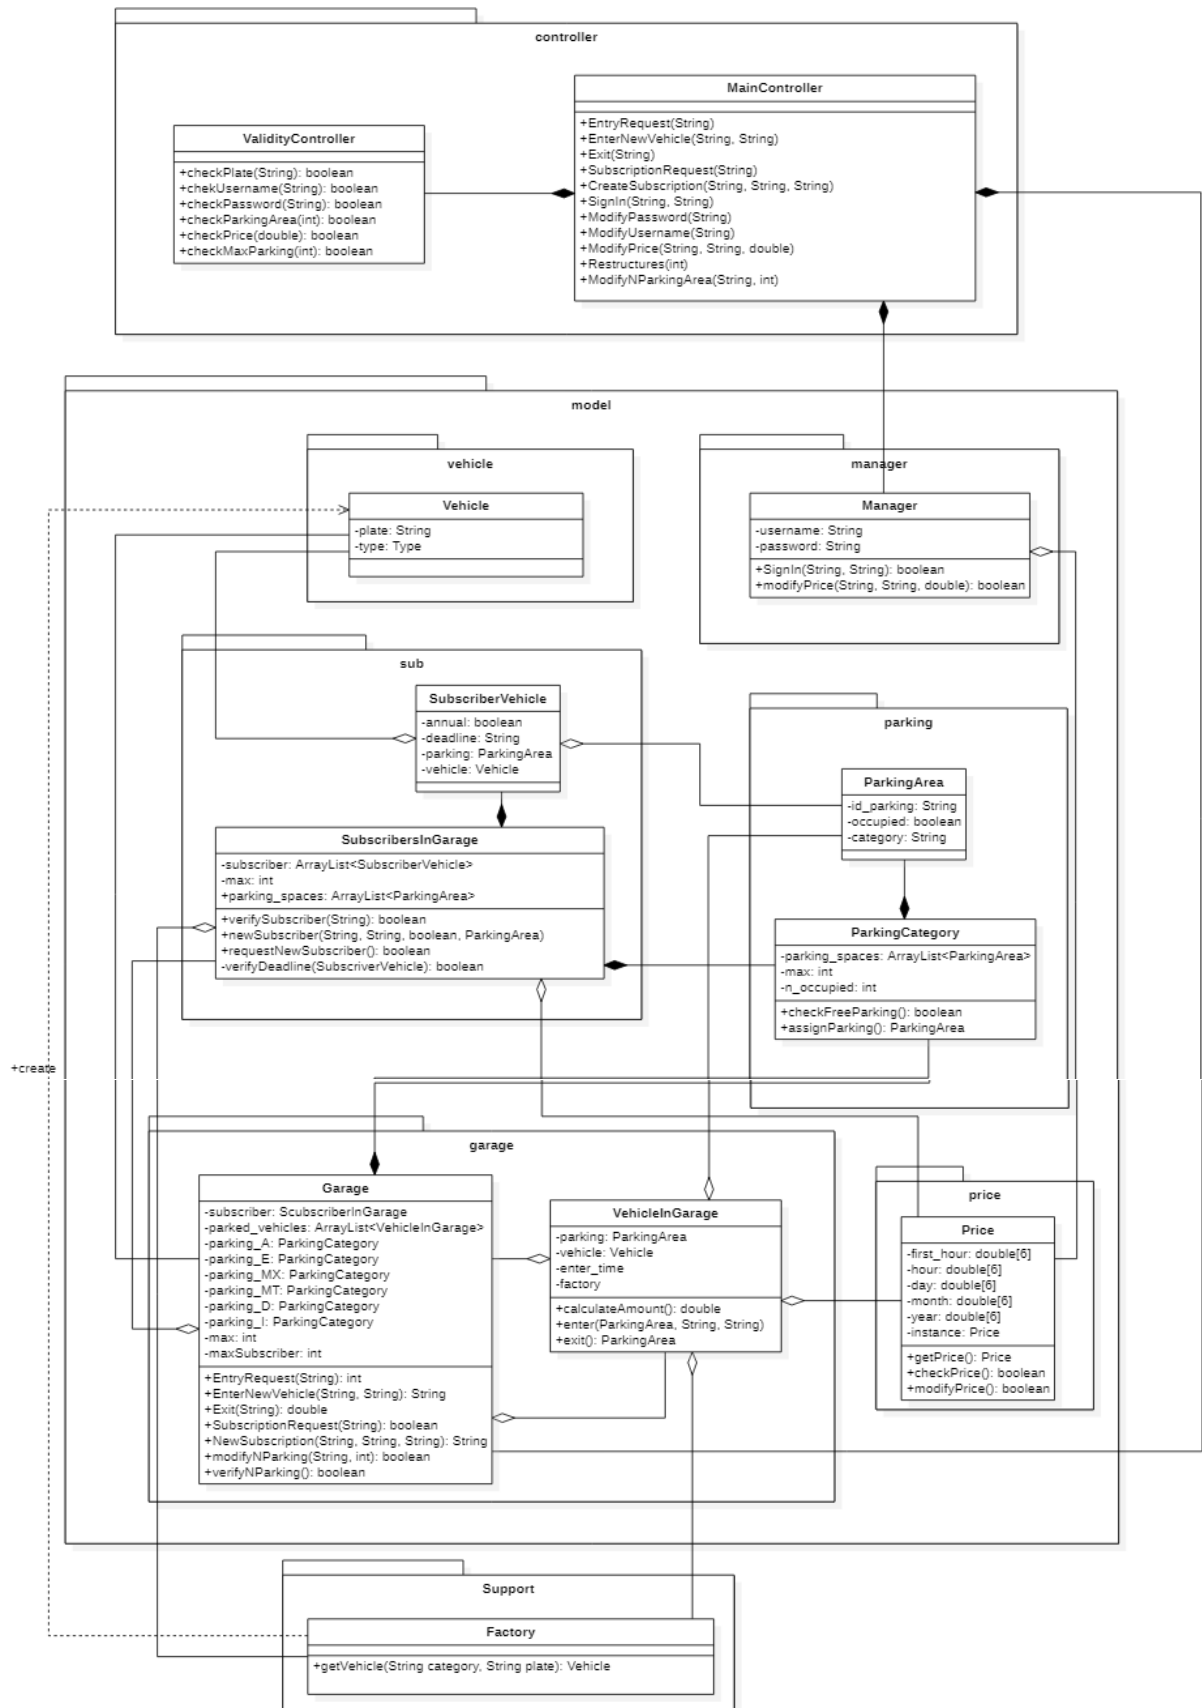 controller
MainController
+EntryRequest(String)
+EnterNewVehicle(String, String)
+Exit(String)
+SubscriptionRequest(String)
+CreateSubscription(String, String, String)
+SignIn(String, String)
+ModifyPassword(String)
+ModifyUsername(String)
+ModifyPrice(String, String, double)
+Restructures(int)
+ModifyNParkingArea(String, int)
ValidityController
+checkPlate(String): boolean
+chekUsername(String): boolean
+checkPassword(String): boolean
+checkParkingArea(int): boolean
+checkPrice(double): boolean
+checkMaxParking(int): boolean
model
vehicle
Vehicle
-plate: String
-type: Type
manager
Manager
-username: String
-password: String
+SignIn(String, String): boolean
+modifyPrice(String, String, double): boolean
sub
SubscriberVehicle
-annual: boolean
-deadline: String
-parking: ParkingArea
-vehicle: Vehicle
SubscribersInGarage
-subscriber: ArrayList<SubscriberVehicle>
-max: int
+parking_spaces: ArrayList<ParkingArea>
+verifySubscriber(String): boolean
+newSubscriber(String, String, boolean, ParkingArea)
+requestNewSubscriber(): boolean
-verifyDeadline(SubscriverVehicle): boolean
parking
ParkingArea
-id_parking: String
-occupied: boolean
-category: String
ParkingCategory
-parking_spaces: ArrayList<ParkingArea>
-max: int
-n_occupied: int
+checkFreeParking(): boolean
+assignParking(): ParkingArea
+create
garage
Garage
-subscriber: ScubscriberInGarage
-parked_vehicles: ArrayList<VehicleInGarage>
-parking_A: ParkingCategory
-parking_E: ParkingCategory
-parking_MX: ParkingCategory
-parking_MT: ParkingCategory
-parking_D: ParkingCategory
-parking_I: ParkingCategory
-max: int
-maxSubscriber: int
+EntryRequest(String): int
+EnterNewVehicle(String, String): String
+Exit(String): double
+SubscriptionRequest(String): boolean
+NewSubscription(String, String, String): String
+modifyNParking(String, int): boolean
+verifyNParking(): boolean
VehicleInGarage
-parking: ParkingArea
-vehicle: Vehicle
-enter_time
-factory
+calculateAmount(): double
+enter(ParkingArea, String, String)
+exit(): ParkingArea
price
Price
-first_hour: double[6]
-hour: double[6]
-day: double[6]
-month: double[6]
-year: double[6]
-instance: Price
+getPrice(): Price
+checkPrice(): boolean
+modifyPrice(): boolean
Support
Factory
+getVehicle(String category, String plate): Vehicle